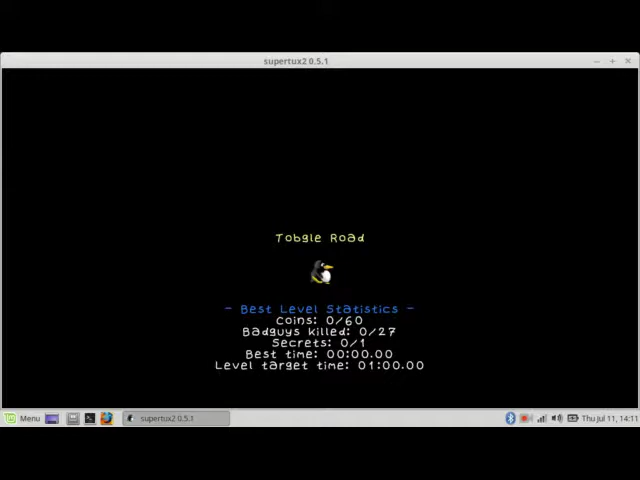 supertux2 0.5.1
Tobgle Road
- Best Level Statistics -
Coins: 0/60
Badguys killed: 0/27
Secrets: 0/1
Best time: 00:00.00
Level target time: 01:00.00
Menu
supertux2 0.5.1
Thu Jul 11, 14:11